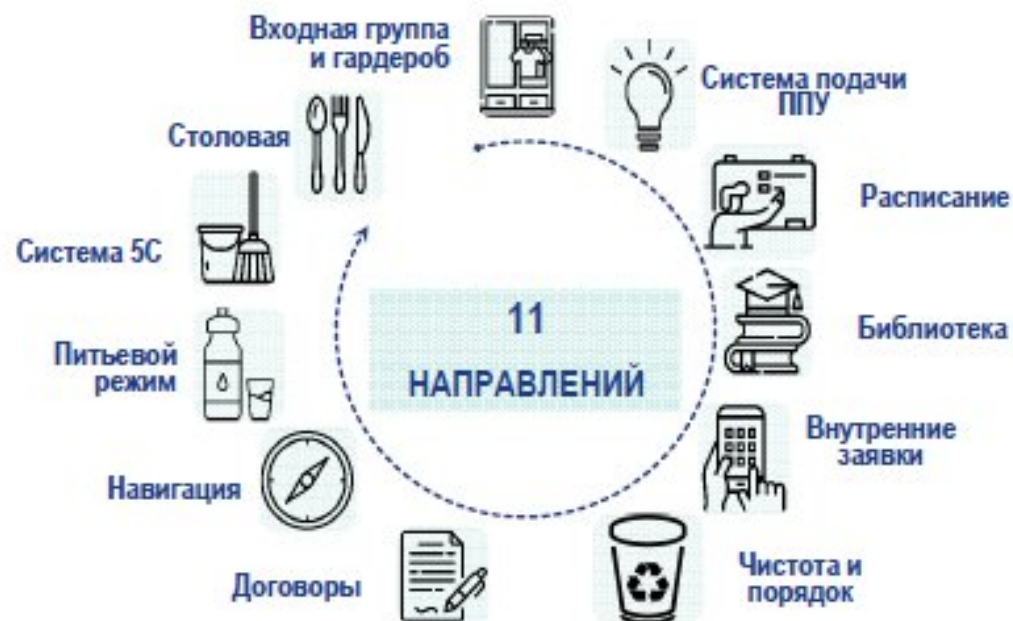 Входная группа
и гардероб
Система подачи
ППУ
Расписание
Библиотека
Внутренние
заявки
Чистота и
порядок
Договоры
Навигация
Питьевой
режим
Система 5С
Столовая
11
НАПРАВЛЕНИЙ